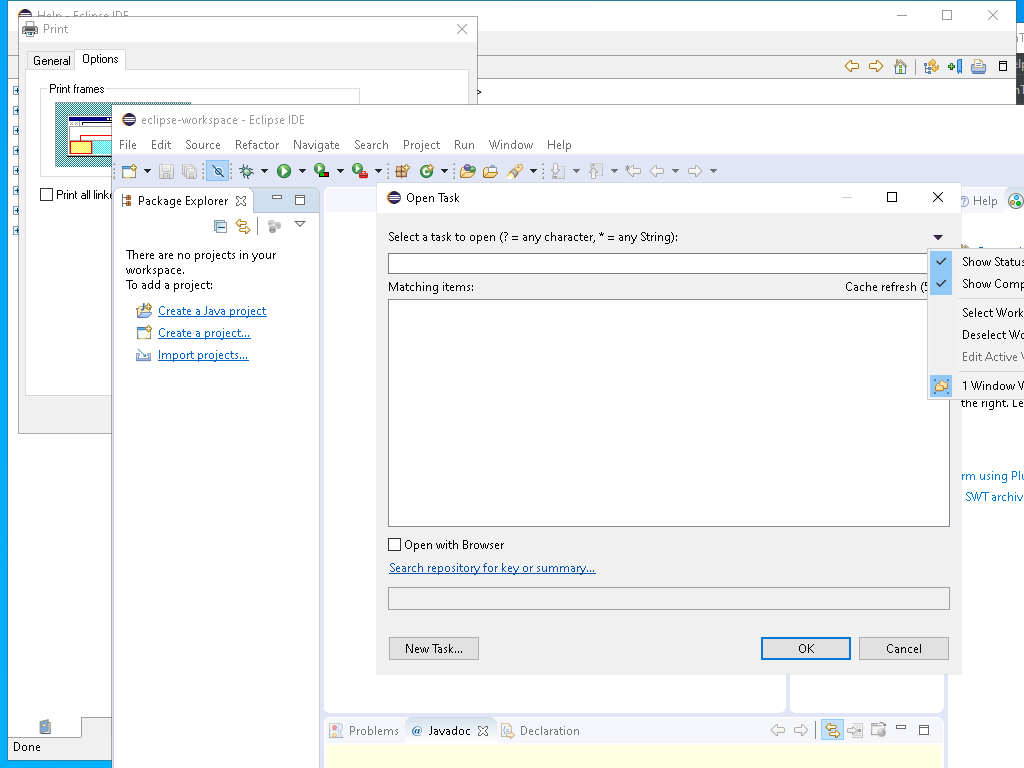 Help - Eclipse IDE
Print
General
Options
Print frames
Print all linke
eclipse-workspace - Eclipse IDE
File Edit Source Refactor Navigate Search Project Run Window Help
Package Explorer
There are no projects in your
workspace.
To add a project:
Create a Java project
Create a project...
Import projects...
Open Task
Select a task to open (? = any character, * = any String):
Matching items:
Cache refresh (
Open with Browser
Search repository for key or summary...
New Task...
OK
Cancel
Help
Show Status
Show Comp
Select Work
Deselect Wo
Edit Active
1 Window
the right. Le
rm using Plu
SWT archiv
Problems
@ Javadoc
Declaration
Done